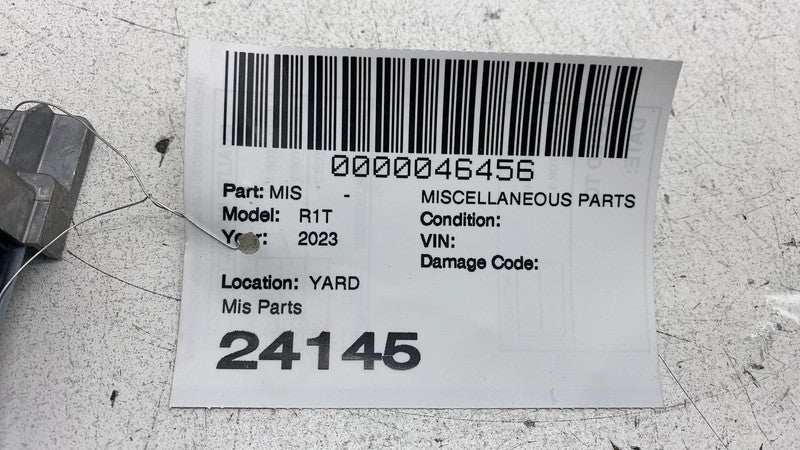 0000046456
Part: MIS - MISCELLANEOUS PARTS
Model: R1T Condition:
Year: 2023 VIN:
Damage Code:
Location: YARD
Mis Parts
24145